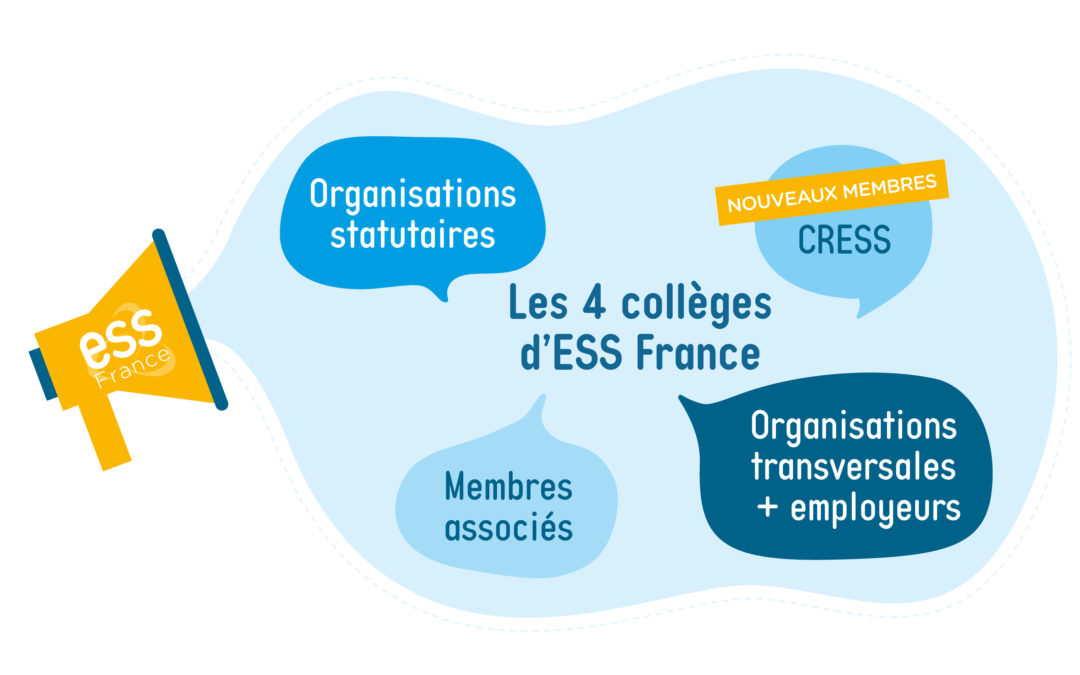 Organisations
statutaires
NOUVEAUX MEMBRES
CRESS
Les 4 collèges
d'ESS France
ess
France
Membres
associés
Organisations
transversales
+ employeurs